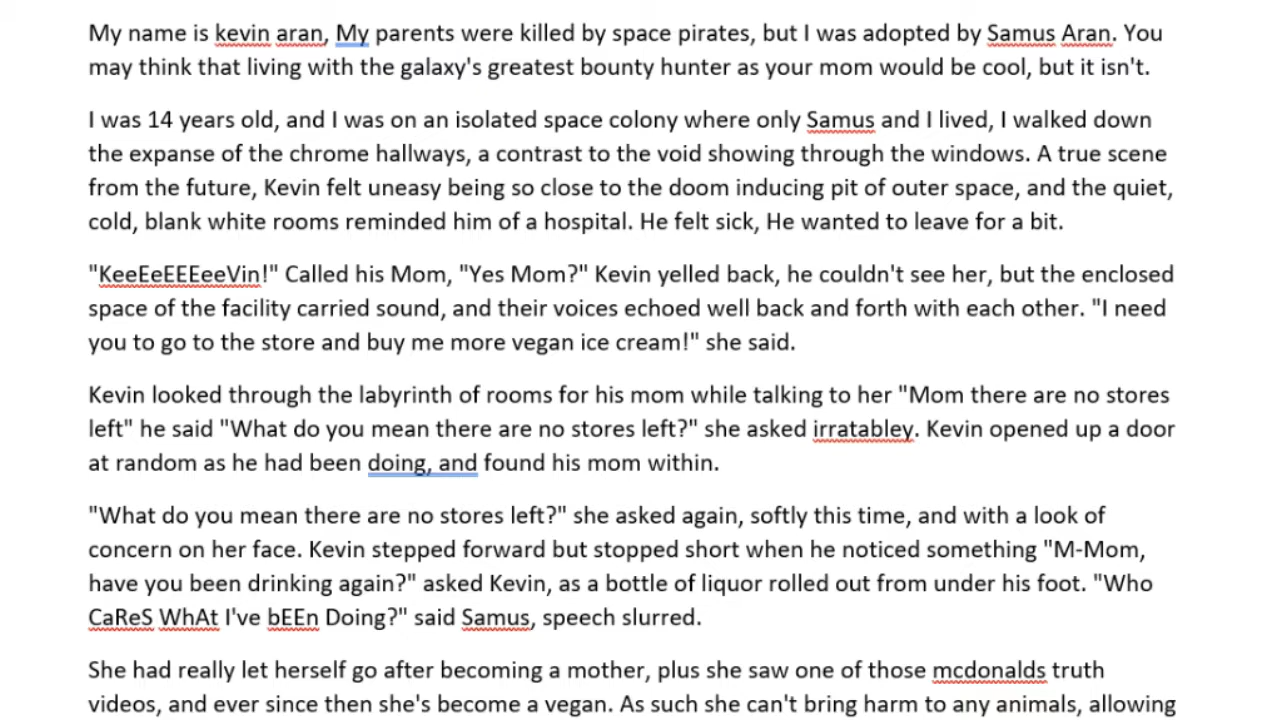 My name is kevin aran, My parents were killed by space pirates, but I was adopted by Samus Aran. You
may think that living with the galaxy's greatest bounty hunter as your mom would be cool, but it isn't.
I was 14 years old, and I was on an isolated space colony where only Samus and I lived, I walked down
the expanse of the chrome hallways, a contrast to the void showing through the windows. A true scene
from the future, Kevin felt uneasy being so close to the doom inducing pit of outer space, and the quiet,
cold, blank white rooms reminded him of a hospital. He felt sick, He wanted to leave for a bit.
"KeeEeEEEeeVin!" Called his Mom, "Yes Mom?" Kevin yelled back, he couldn't see her, but the enclosed
space of the facility carried sound, and their voices echoed well back and forth with each other. "I need
you to go to the store and buy me more vegan ice cream!" she said.
Kevin looked through the labyrinth of rooms for his mom while talking to her "Mom there are no stores
left" he said "What do you mean there are no stores left?" she asked irratabley. Kevin opened up a door
at random as he had been doing, and found his mom within.
"What do you mean there are no stores left?" she asked again, softly this time, and with a look of
concern on her face. Kevin stepped forward but stopped short when he noticed something "M-Mom,
have you been drinking again?" asked Kevin, as a bottle of liquor rolled out from under his foot. "Who
CaReS WhAt I've bEEn Doing?" said Samus, speech slurred.
She had really let herself go after becoming a mother, plus she saw one of those mcdonalds truth
videos, and ever since then she's become a vegan. As such she can't bring harm to any animals, allowing